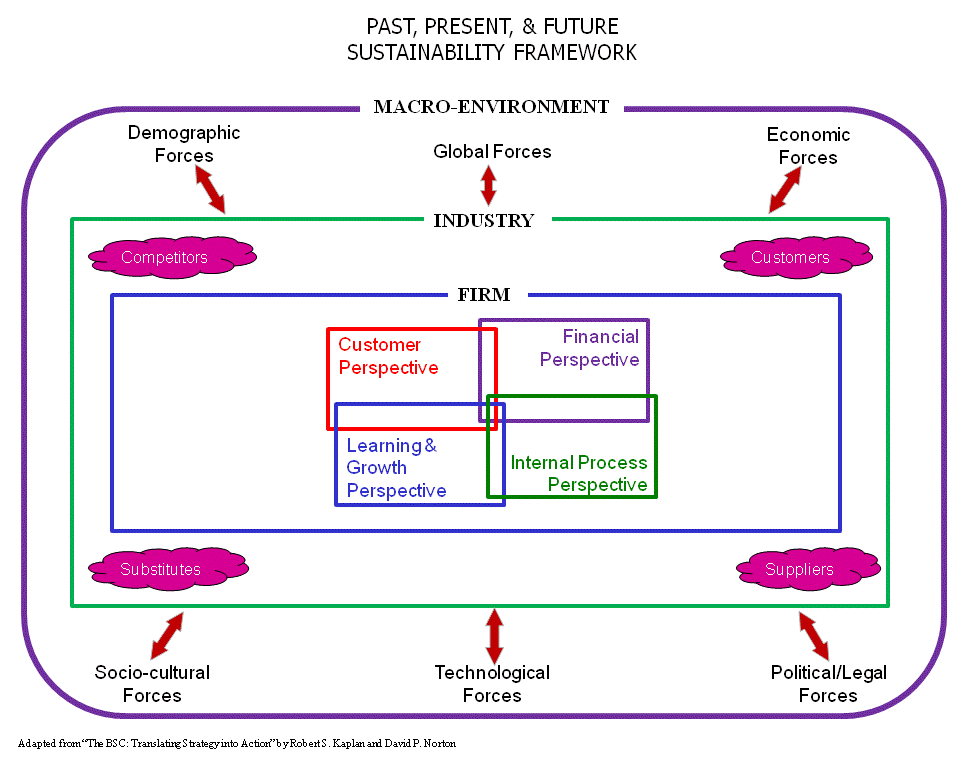 PAST, PRESENT, & FUTURE
SUSTAINABILITY FRAMEWORK
MACRO-ENVIRONMENT
Demographic
Forces
Global Forces
Economic
Forces
INDUSTRY
Competitors
Customers
FIRM
Customer
Perspective
Financial
Perspective
Learning &
Growth
Perspective
Internal Process
Perspective
Substitutes
Suppliers
Socio-cultural
Forces
Technological
Forces
Political/Legal
Forces
Adapted from “The BSC: Translating Strategy into Action” by Robert S. Kaplan and David P. Norton